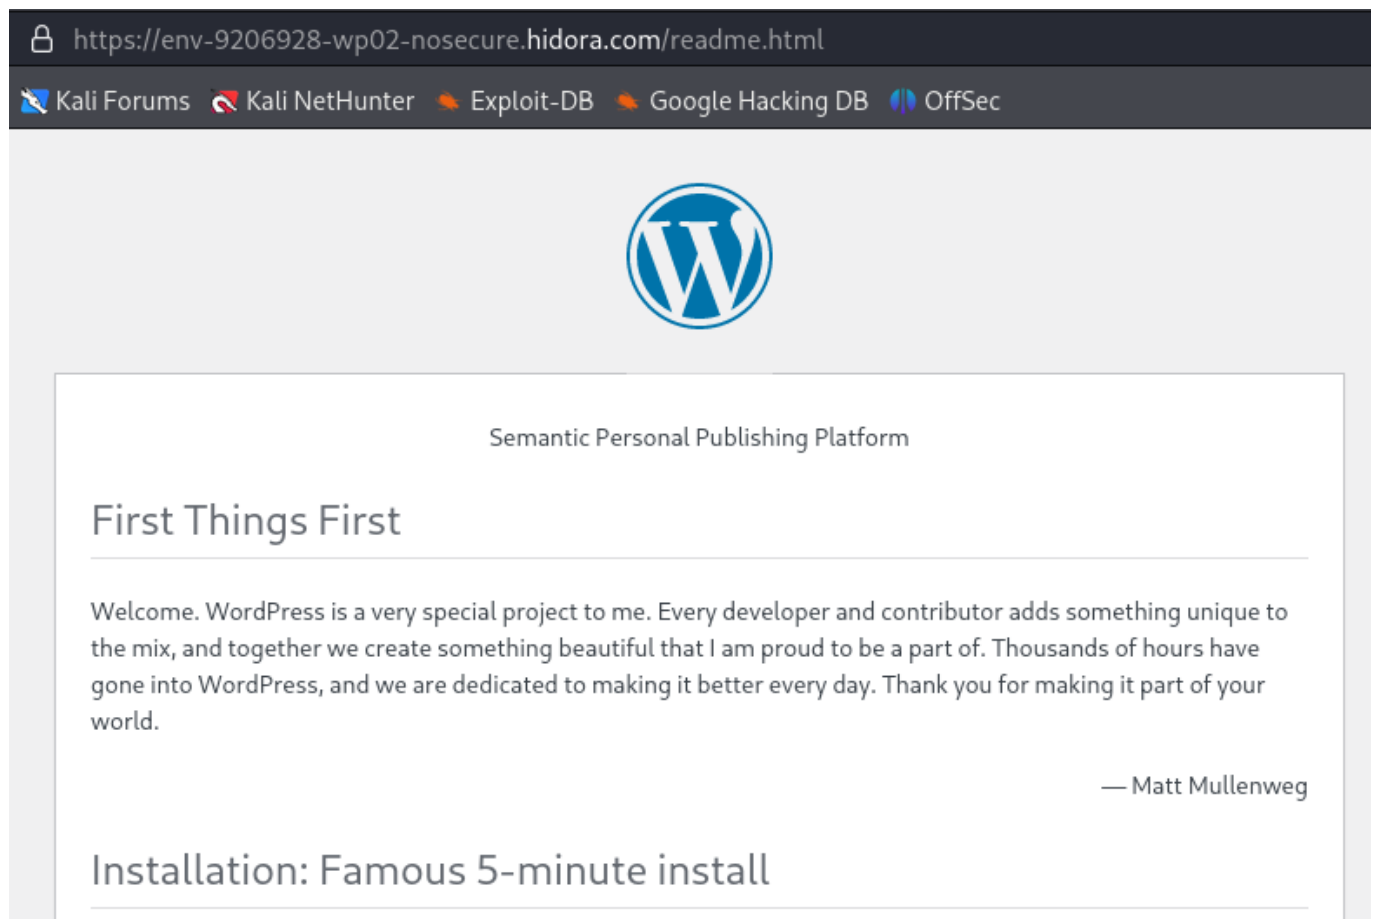 https://env-9206928-wp02-nosecure.hidora.com/readme.html
Kali Forums Kali NetHunter Exploit-DB Google Hacking DB OffSec
W
Semantic Personal Publishing Platform
First Things First
Welcome. WordPress is a very special project to me. Every developer and contributor adds something unique to
the mix, and together we create something beautiful that I am proud to be a part of. Thousands of hours have
gone into WordPress, and we are dedicated to making it better every day. Thank you for making it part of your
world.
— Matt Mullenweg
Installation: Famous 5-minute install